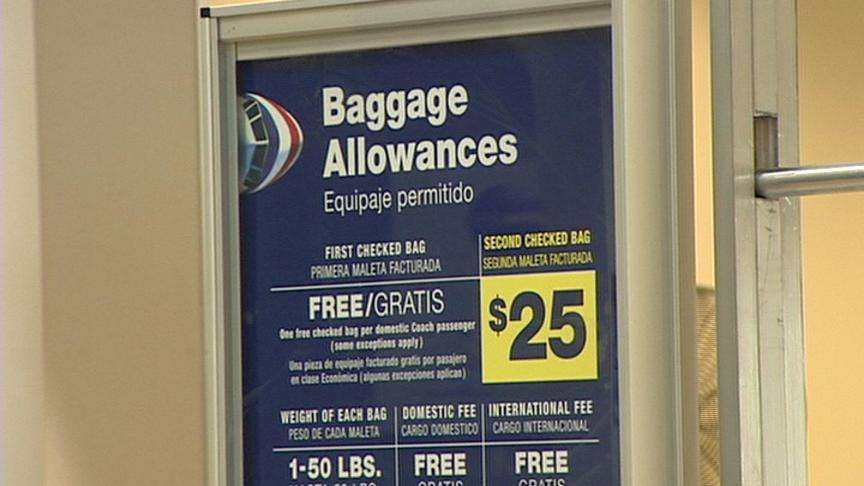 Baggage
Allowances
Equipaje permitido
FIRST CHECKED BAG
PRIMERA MALETA FACTURADA
SECOND CHECKED BAG
SEGUNDA MALETA FACTURADA
FREE/GRATIS
One free checked bag per domestic Coach passenger
(some exceptions apply)
Una pieza de equipaje facturado gratis por pasajero
en clase Económica (algunas excepciones aplican)
$25
WEIGHT OF EACH BAG
PESO DE CADA MALETA
DOMESTIC FEE
CARGO DOMESTICO
INTERNATIONAL FEE
CARGO INTERNACIONAL
1-50 LBS.
FREE
GRATIS
FREE
GRATIS